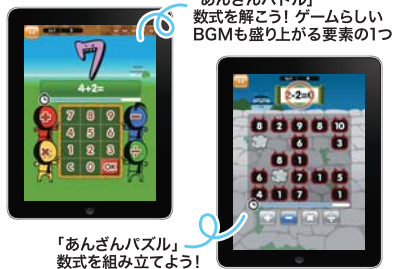 「あんざんバトル」
数式を解こう! ゲームらしい
BGMも盛り上がる要素の1つ
7
4+2=
+ 7 8 9 −
4 5 6
× 1 2 3 ÷
C 0 OK
2-2=0
8 2 9 8 10
6 3
8 1
6 7 5 1 5
4 1 7 1
+ − × ÷
「あんざんパズル」
数式を組み立てよう!